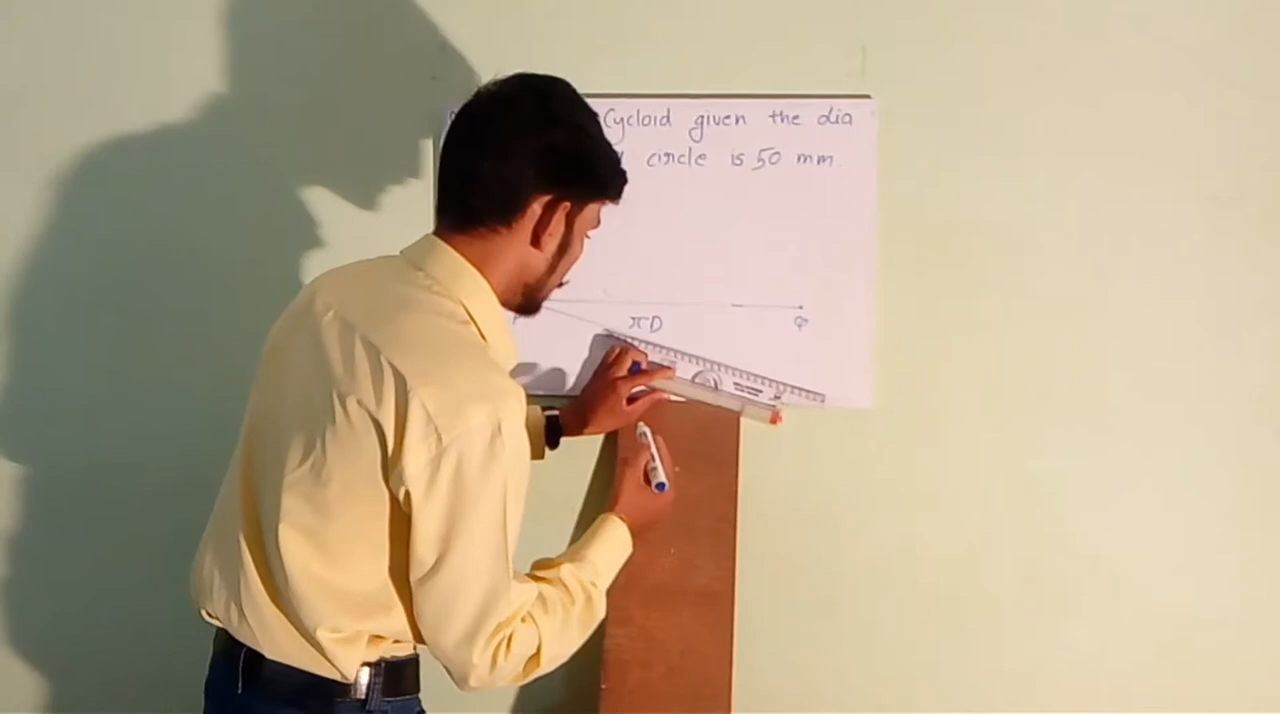 Cycloid given the dia
circle is 50 mm
P
πD
Q